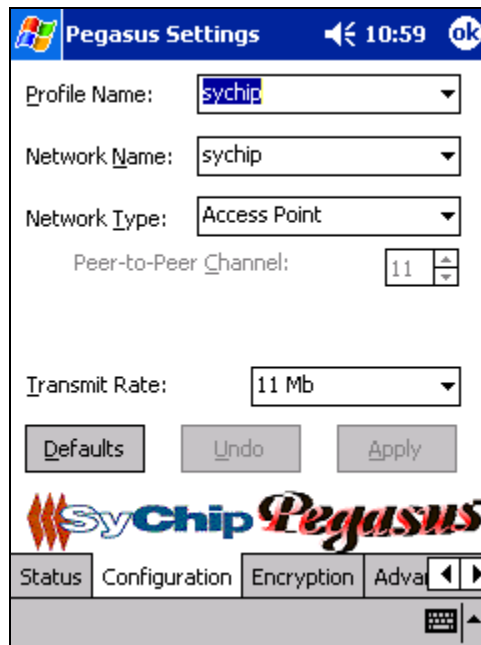 Pegasus Settings 10:59 ok
Profile Name: sychip
Network Name: sychip
Network Type: Access Point
Peer-to-Peer Channel: 11
Transmit Rate: 11 Mb
Defaults Undo Apply
SyChip Pegasus
Status Configuration Encryption Adva